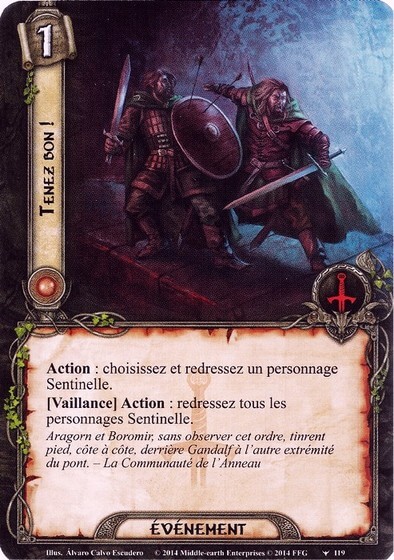 1
TENEZ BON !
Action : choisissez et redressez un personnage
Sentinelle.
[Vaillance] Action : redressez tous les
personnages Sentinelle.
Aragorn et Boromir, sans observer cet ordre, tinrent
pied, côte à côte, derrière Gandalf à l'autre extrémité
du pont. – La Communauté de l'Anneau
ÉVÉNEMENT
Illus. Álvaro Calvo Escudero © 2014 Middle-earth Enterprises © 2014 FFG 119